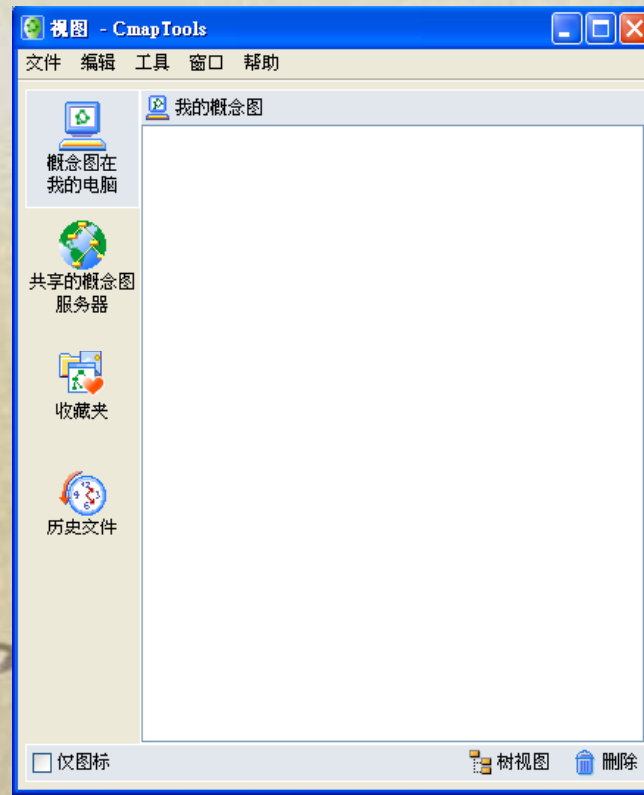 视图 - CmapTools
文件 编辑 工具 窗口 帮助
我的概念图
概念图在
我的电脑
共享的概念图
服务器
收藏夹
历史文件
仅图标 树视图 删除